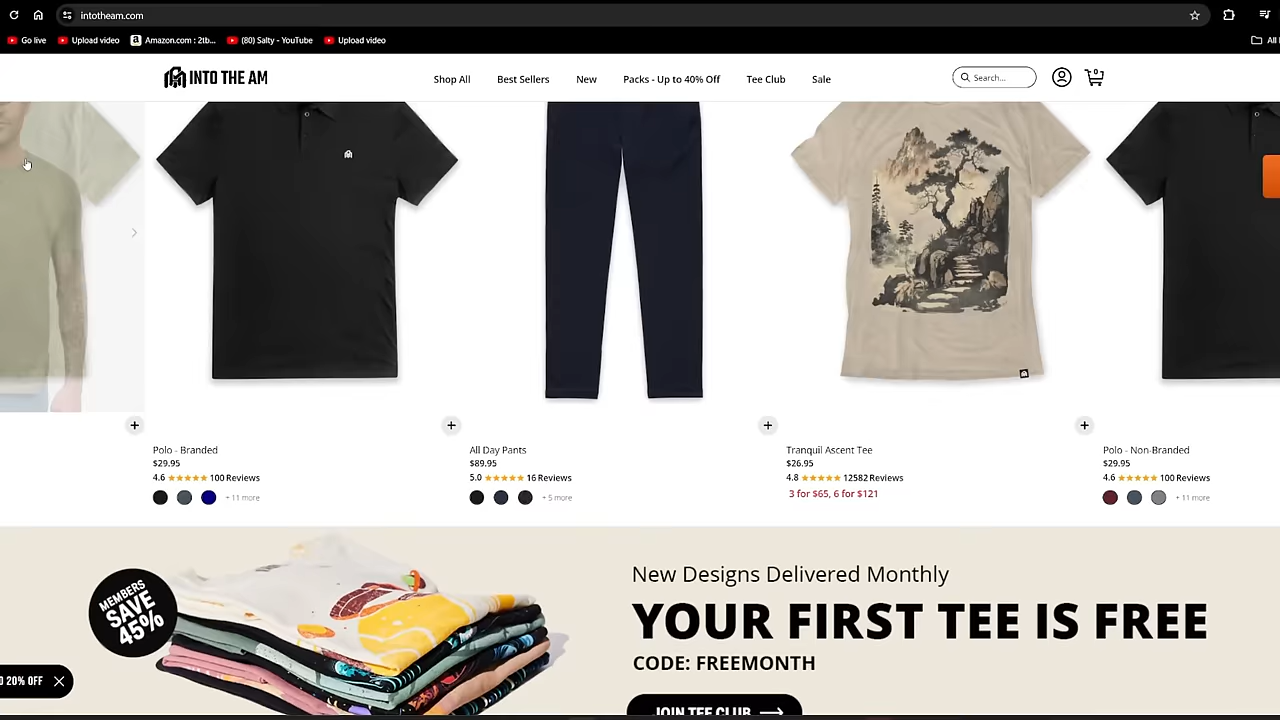 intotheam.com
Go live
Upload video
Amazon.com : 2tb...
(80) Salty - YouTube
Upload video
All
INTO THE AM
Shop All
Best Sellers
New
Packs - Up to 40% Off
Tee Club
Sale
Search...
0
Polo - Branded
$29.95
4.6 100 Reviews
+ 11 more
All Day Pants
$89.95
5.0 16 Reviews
+ 5 more
Tranquil Ascent Tee
$26.95
4.8 12582 Reviews
3 for $65, 6 for $121
Polo - Non-Branded
$29.95
4.6 100 Reviews
+ 11 more
MEMBERS
SAVE
45%
New Designs Delivered Monthly
YOUR FIRST TEE IS FREE
CODE: FREEMONTH
JOIN TEE CLUB
20% OFF